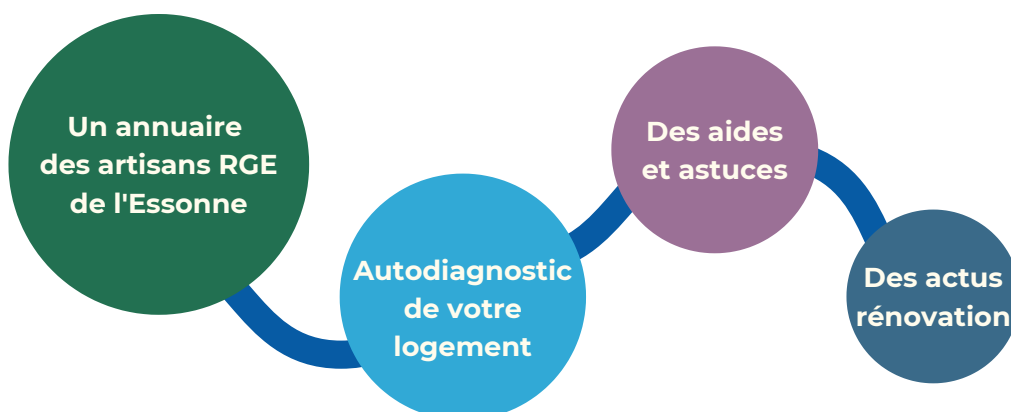 Un annuaire
des artisans RGE
de l'Essonne
Autodiagnostic
de votre
logement
Des aides
et astuces
Des actus
rénovation